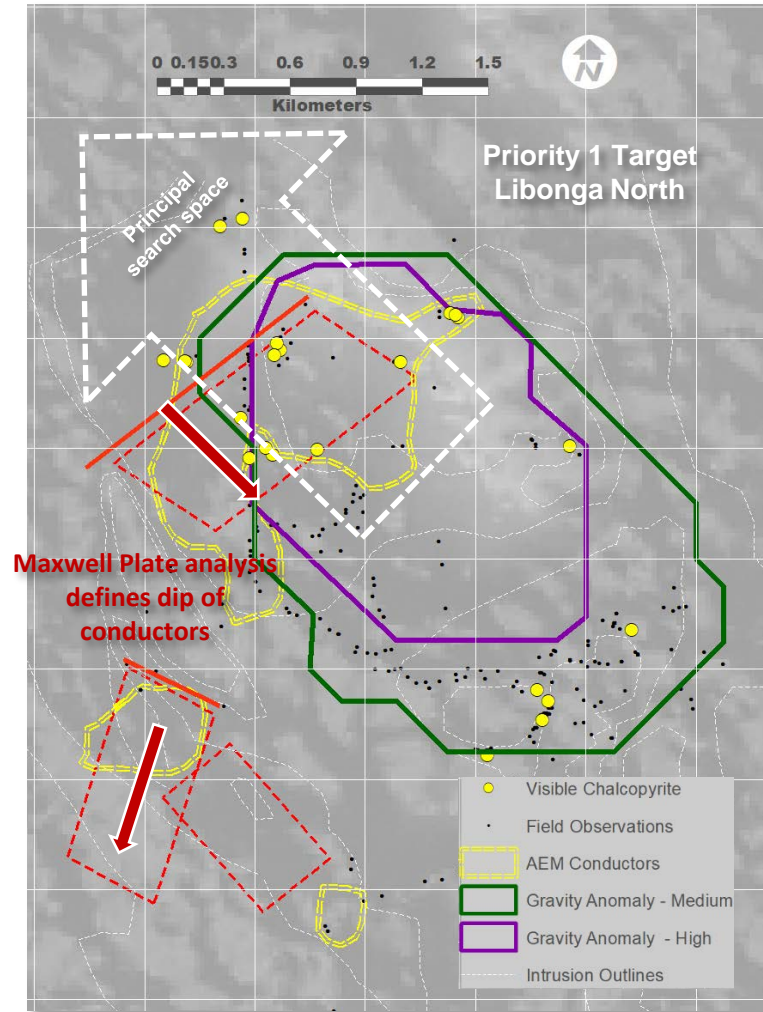 0 0.15 0.3 0.6 0.9 1.2 1.5
Kilometers
N
Priority 1 Target
Libonga North
Principal
search space
Maxwell Plate analysis
defines dip of
conductors
Visible Chalcopyrite
Field Observations
AEM Conductors
Gravity Anomaly - Medium
Gravity Anomaly - High
Intrusion Outlines